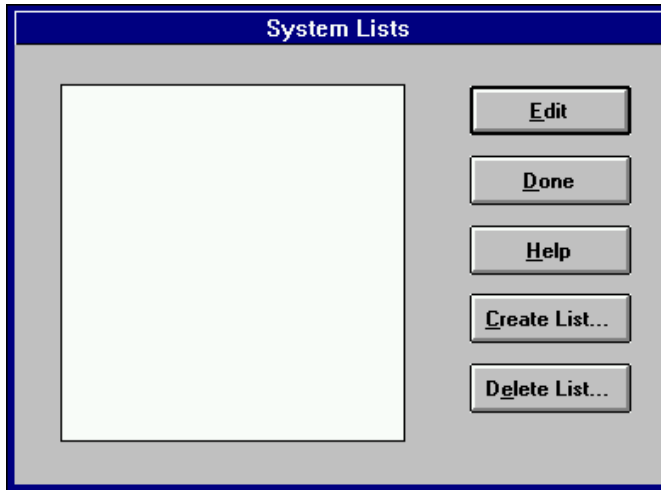 System Lists
Edit
Done
Help
Create List...
Delete List...